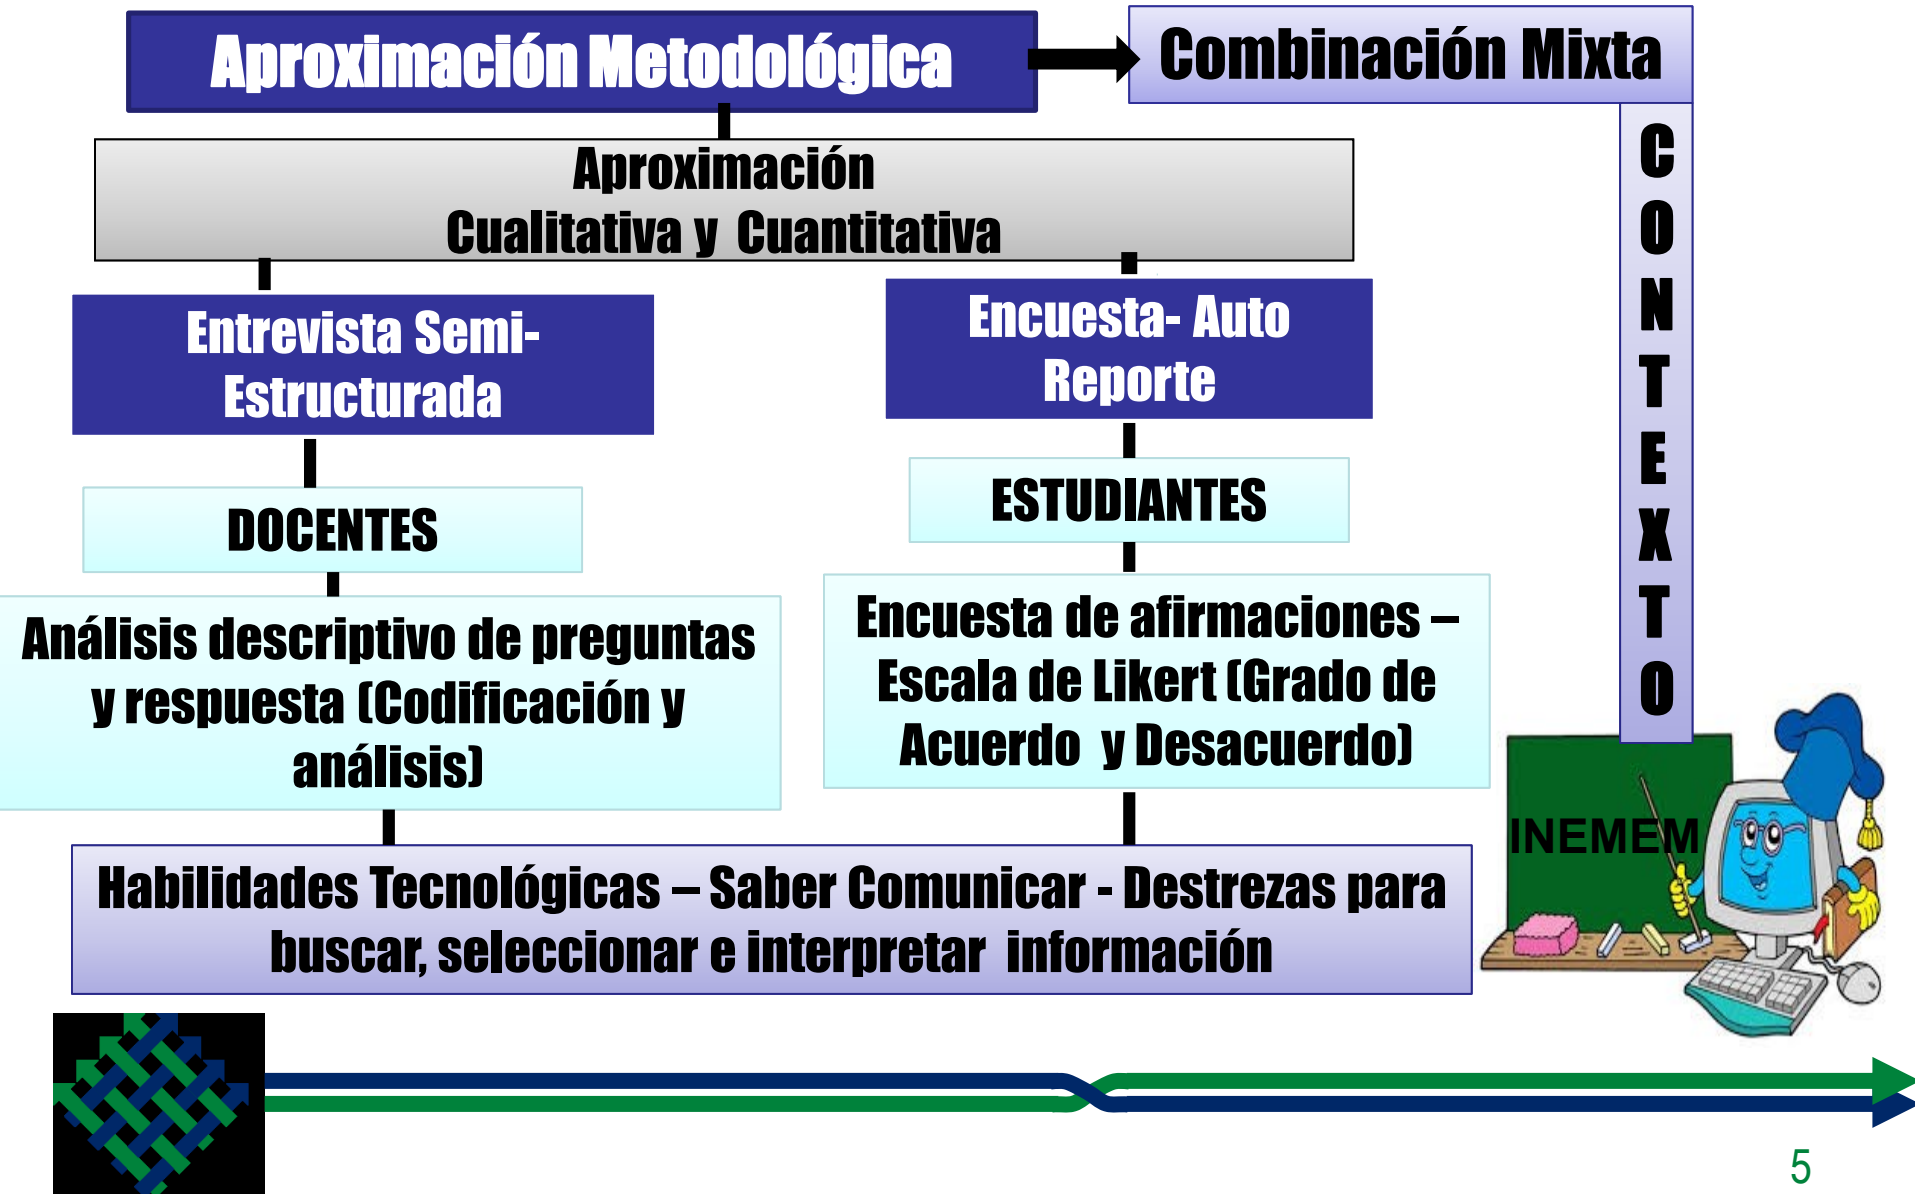 Aproximación Metodológica
Combinación Mixta
Aproximación
Cualitativa y Cuantitativa
Entrevista Semi-
Estructurada
Encuesta- Auto
Reporte
DOCENTES
ESTUDIANTES
Análisis descriptivo de preguntas
y respuesta (Codificación y
análisis)
Encuesta de afirmaciones –
Escala de Likert (Grado de
Acuerdo y Desacuerdo)
Habilidades Tecnológicas – Saber Comunicar - Destrezas para
buscar, seleccionar e interpretar información
C
O
N
T
E
X
T
O
INEMEM
5